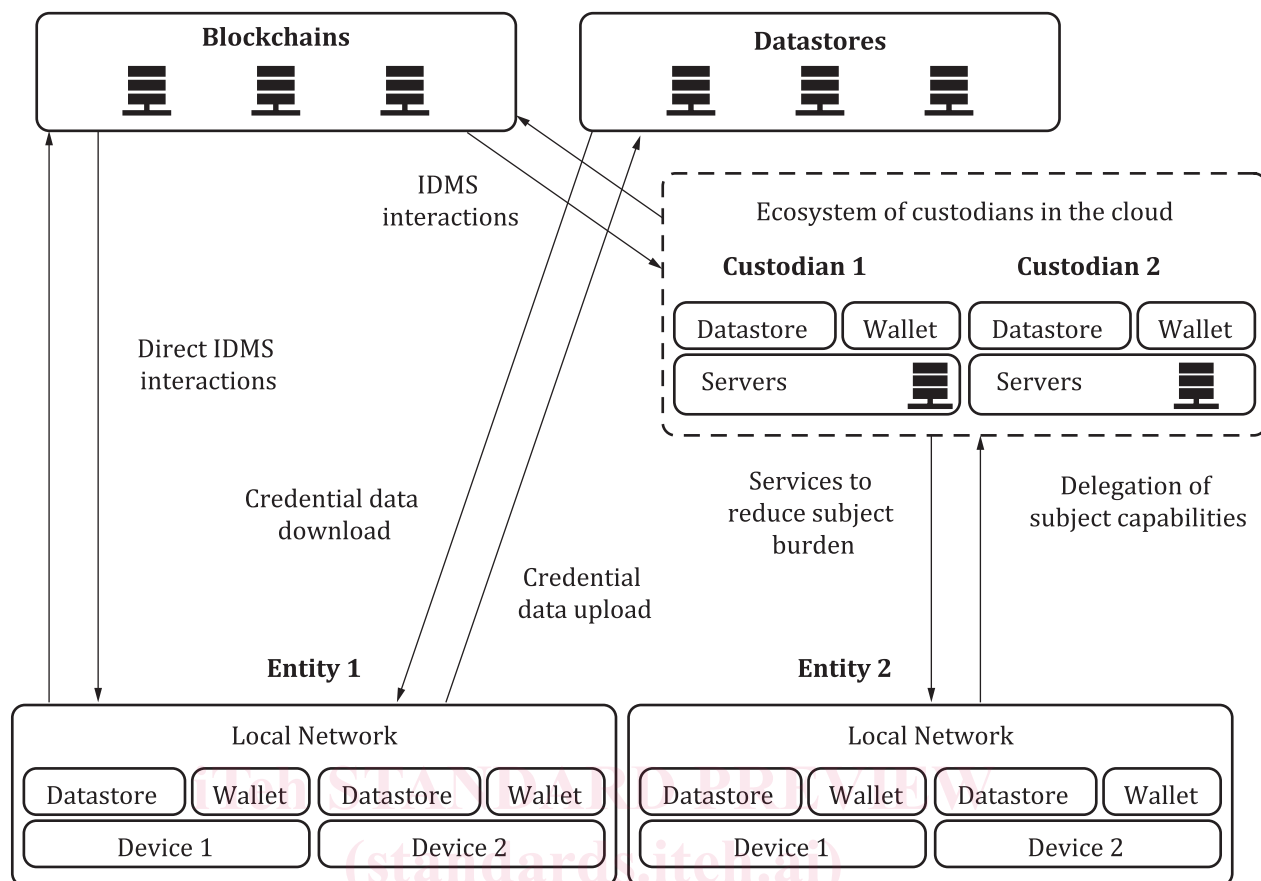 Blockchains
Datastores
IDMS
interactions
Ecosystem of custodians in the cloud
Custodian 1
Custodian 2
Datastore
Wallet
Datastore
Wallet
Servers
Servers
Direct IDMS
interactions
Credential data
download
Services to
reduce subject
burden
Delegation of
subject capabilities
Credential
data upload
Entity 1
Entity 2
Local Network
Local Network
iTeh STANDARD PREVIEW
Datastore
Wallet
Datastore
Wallet
Datastore
Wallet
Datastore
Wallet
Device 1
Device 2
Device 1
Device 2
(standards.iteh.ai)